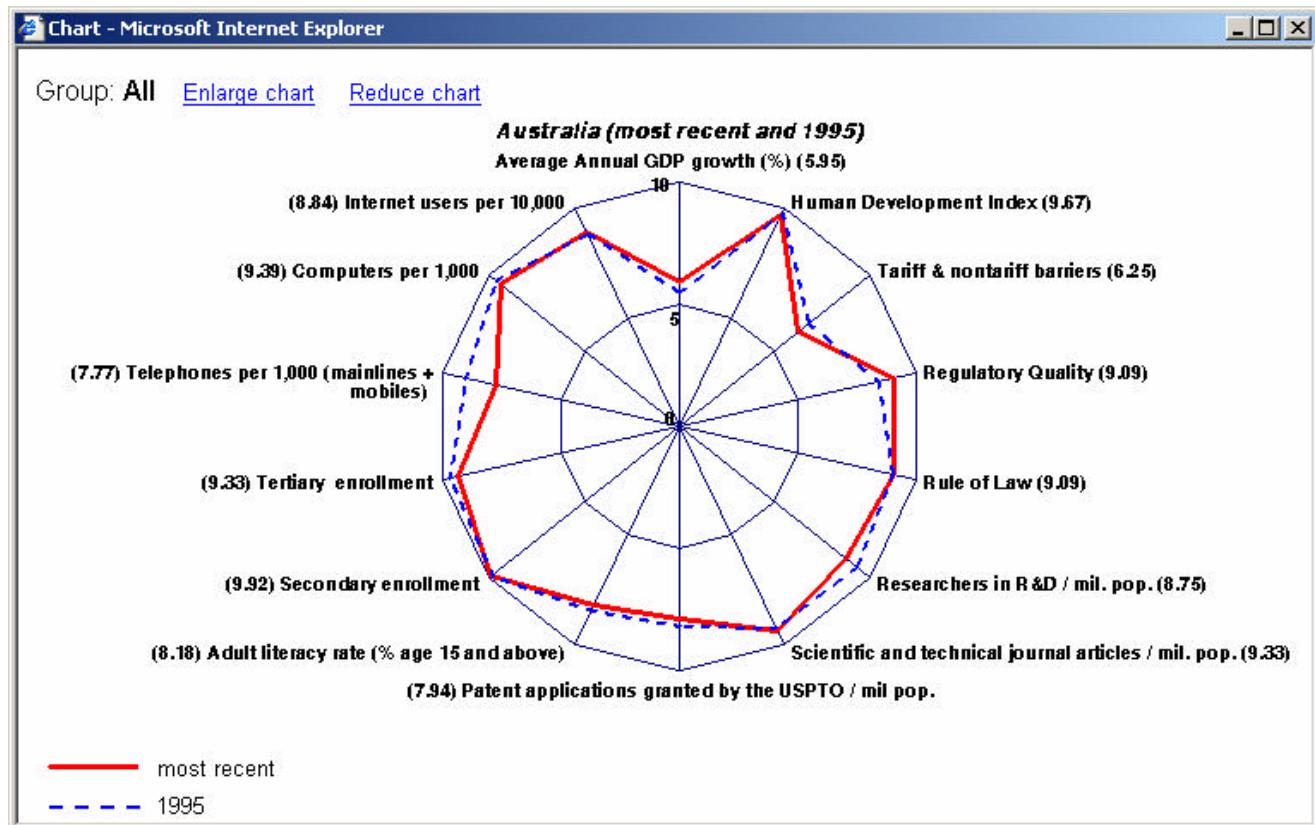 Chart - Microsoft Internet Explorer
Group: All Enlarge chart Reduce chart
Australia (most recent and 1995)
Average Annual GDP growth (%) (5.95)
10
(8.84) Internet users per 10,000
Human Development Index (9.67)
(9.39) Computers per 1,000
Tariff & nontariff barriers (6.25)
5
(7.77) Telephones per 1,000 (mainlines +
mobiles)
Regulatory Quality (9.09)
0
(9.33) Tertiary enrollment
Rule of Law (9.09)
(9.92) Secondary enrollment
Researchers in R&D / mil. pop. (8.75)
(8.18) Adult literacy rate (% age 15 and above)
Scientific and technical journal articles / mil. pop. (9.33)
(7.94) Patent applications granted by the USPTO / mil pop.
most recent
1995